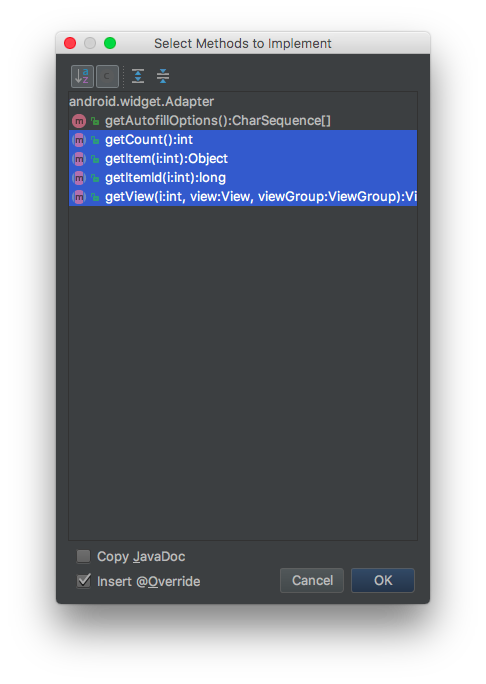 Select Methods to Implement
a
z
c
android.widget.Adapter
m getAutofillOptions():CharSequence[]
m getCount():int
m getItem(i:int):Object
m getItemId(i:int):long
m getView(i:int, view:View, viewGroup:ViewGroup):Vi
Copy JavaDoc
Insert @Override
Cancel OK